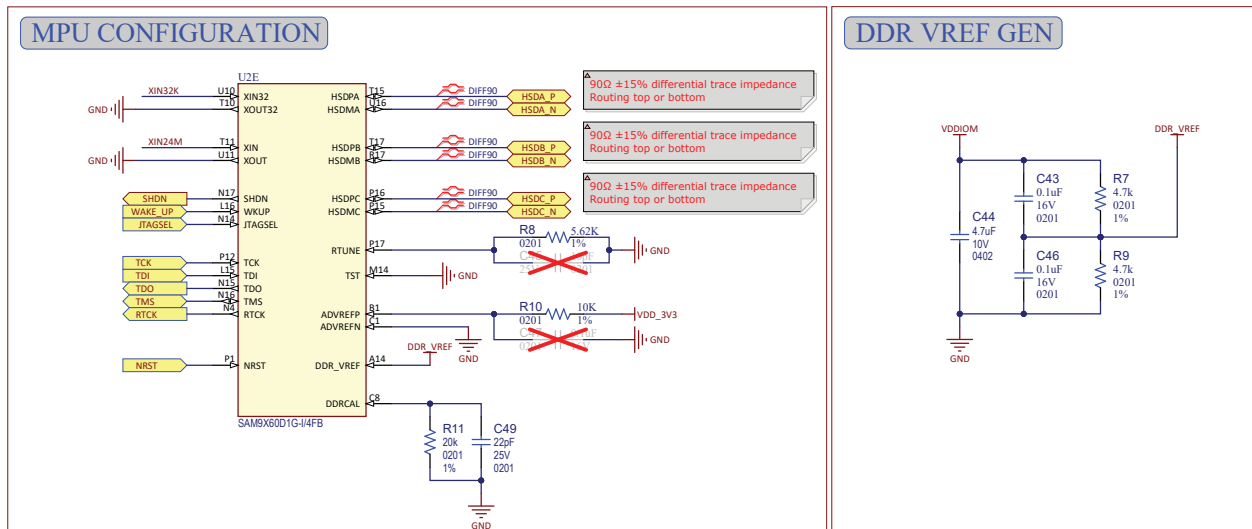 MPU CONFIGURATION
U2E
XIN32K U10 XIN32
GND T10 XOUT32
XIN24M T11 XIN
GND U11 XOUT
SHDN N17 SHDN
WAKE_UP L16 WKUP
JTAGSEL N14 JTAGSEL
TCK P12 TCK
TDI L15 TDI
TDO N15 TDO
TMS N16 TMS
RTCK N4 RTCK
NRST P1 NRST
HSDPA T15 DIFF90 HSDA_P
HSDMA U16 DIFF90 HSDA_N
HSDPB T17 DIFF90 HSDB_P
HSDMB R17 DIFF90 HSDB_N
HSDPC P16 DIFF90 HSDC_P
HSDMC P15 DIFF90 HSDC_N
90Ω ±15% differential trace impedance
Routing top or bottom
90Ω ±15% differential trace impedance
Routing top or bottom
90Ω ±15% differential trace impedance
Routing top or bottom
RTUNE P17
R8 5.62K
0201 1%
GND
TST M14 GND
ADVREFP B1
R10 10K
0201 1%
VDD_3V3
GND
ADVREFN C1
GND
DDR_VREF
DDR_VREF A14
DDRCAL C8
SAM9X60D1G-I/4FB
R11
20k
0201
1%
C49
22pF
25V
0201
GND
DDR VREF GEN
VDDIOM
DDR_VREF
C44
4.7uF
10V
0402
C43
0.1uF
16V
0201
R7
4.7k
0201
1%
C46
0.1uF
16V
0201
R9
4.7k
0201
1%
GND